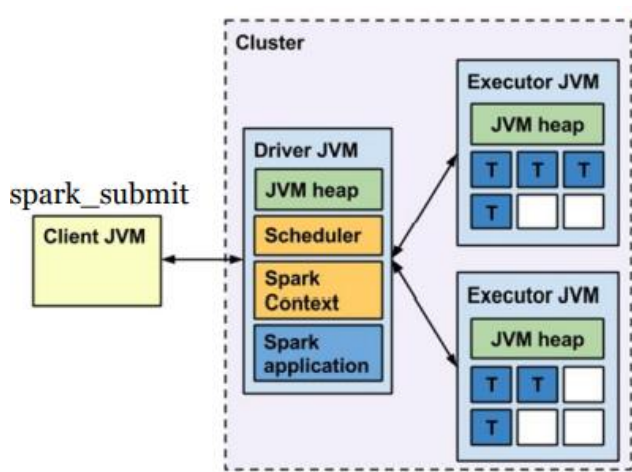 Cluster
Executor JVM
JVM heap
T T T
T
Driver JVM
JVM heap
Scheduler
Spark
Context
Spark
application
spark_submit
Client JVM
Executor JVM
JVM heap
T T
T